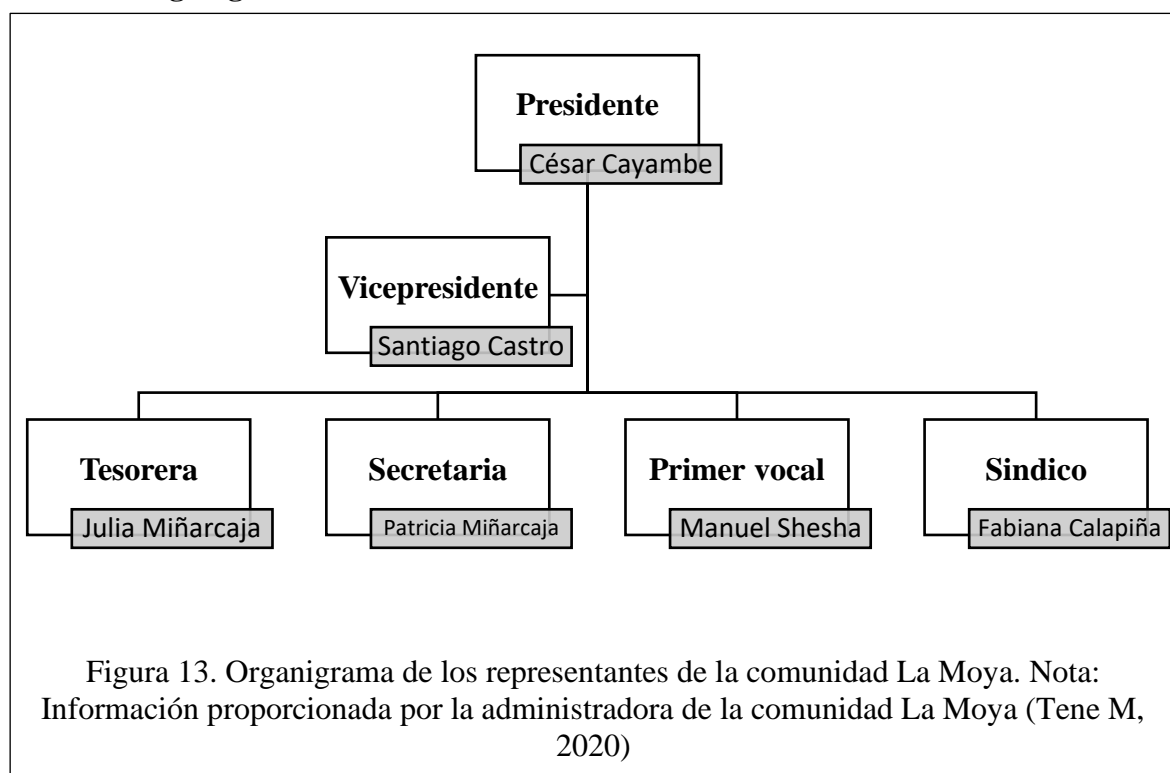 Presidente
César Cayambe
Vicepresidente
Santiago Castro
Tesorera
Julia Miñarcaja
Secretaria
Patricia Miñarcaja
Primer vocal
Manuel Shesha
Sindico
Fabiana Calapiña
Figura 13. Organigrama de los representantes de la comunidad La Moya. Nota:
Información proporcionada por la administradora de la comunidad La Moya (Tene M,
2020)